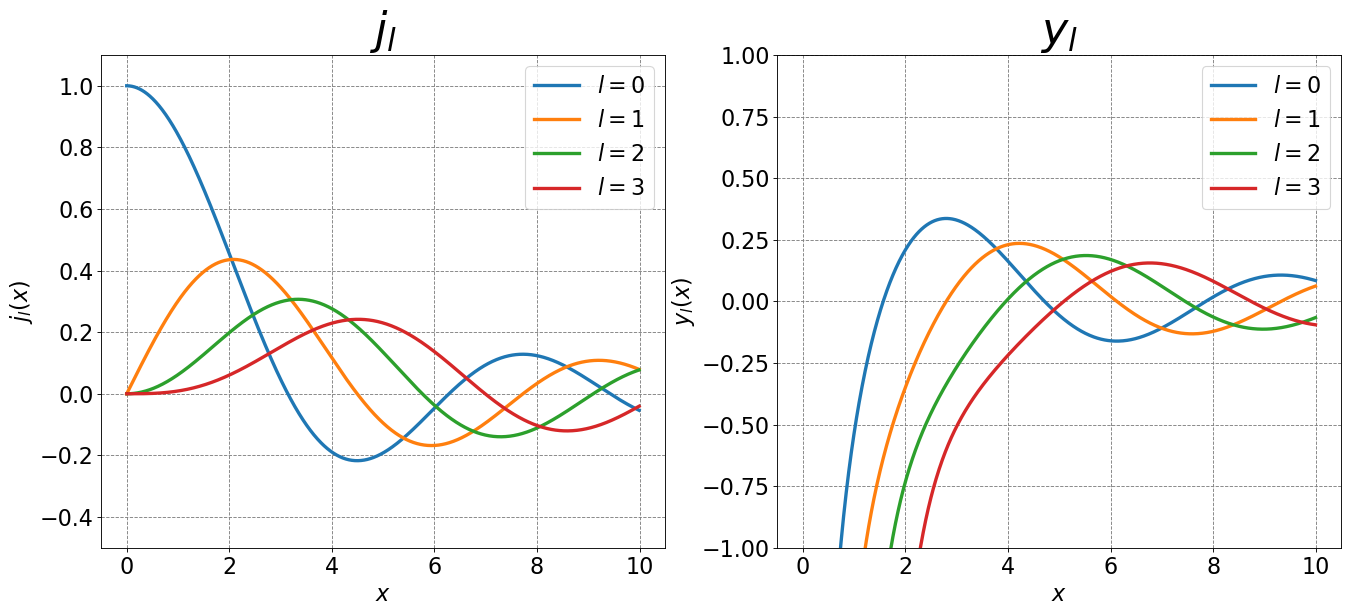 j_l
1.0
0.8
0.6
0.4
0.2
0.0
−0.2
−0.4
j_l(x)
0 2 4 6 8 10
x
l = 0
l = 1
l = 2
l = 3
y_l
1.00
0.75
0.50
0.25
0.00
−0.25
−0.50
−0.75
−1.00
y_l(x)
0 2 4 6 8 10
x
l = 0
l = 1
l = 2
l = 3